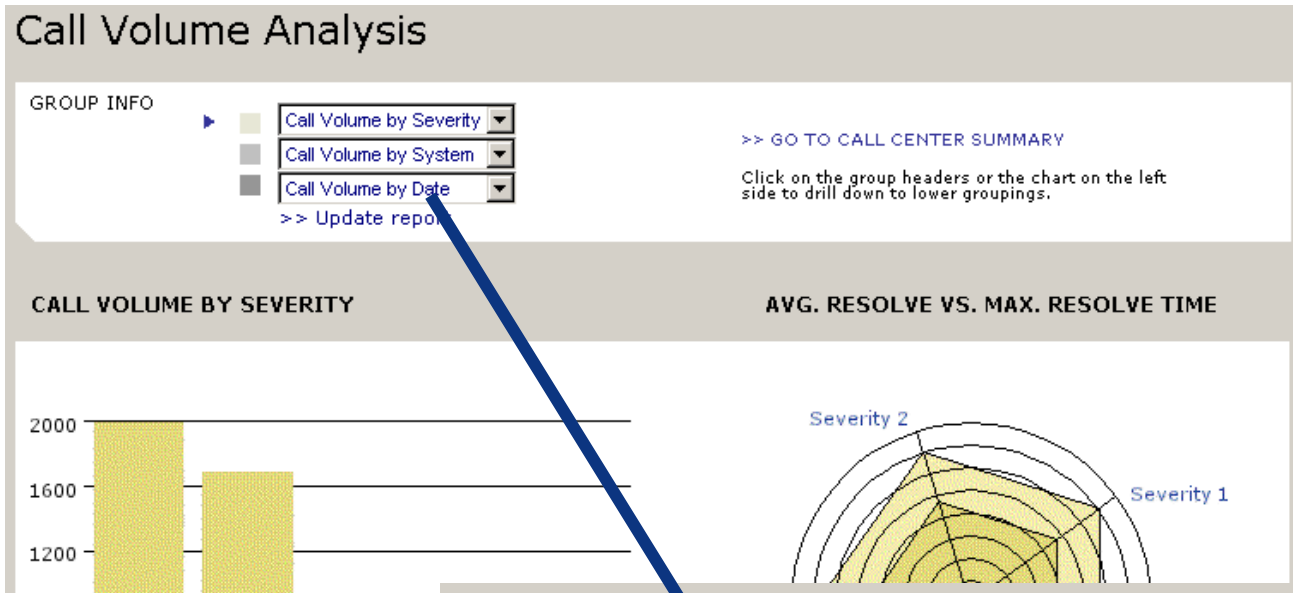 Call Volume Analysis
GROUP INFO
Call Volume by Severity
Call Volume by System
Call Volume by Date
>> Update report
>> GO TO CALL CENTER SUMMARY
Click on the group headers or the chart on the left
side to drill down to lower groupings.
CALL VOLUME BY SEVERITY
AVG. RESOLVE VS. MAX. RESOLVE TIME
2000
1600
1200
Severity 2
Severity 1